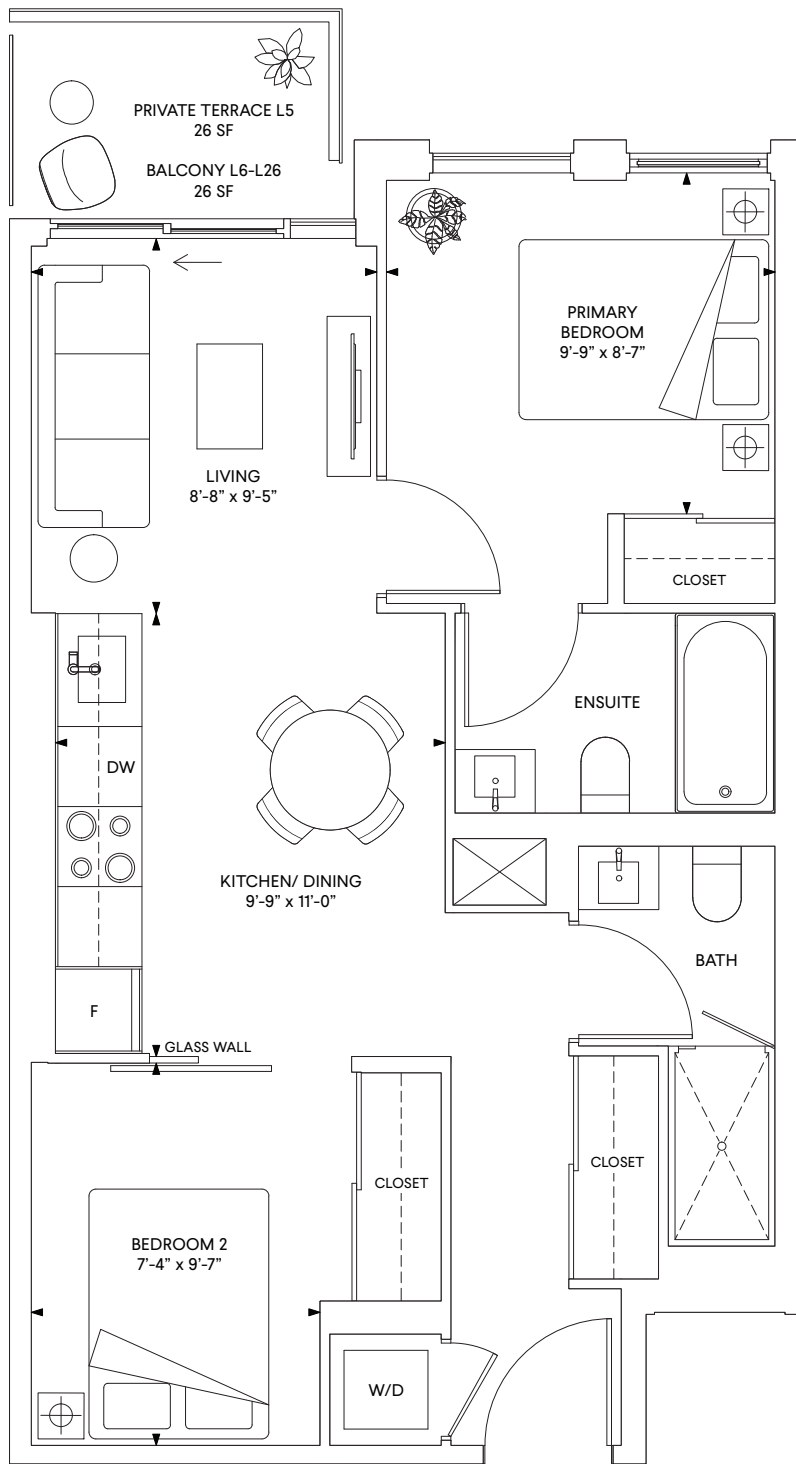 PRIVATE TERRACE L5
26 SF
BALCONY L6-L26
26 SF
PRIMARY
BEDROOM
9'-9" x 8'-7"
LIVING
8'-8" x 9'-5"
CLOSET
ENSUITE
DW
KITCHEN/ DINING
9'-9" x 11'-0"
BATH
F
GLASS WALL
CLOSET
CLOSET
BEDROOM 2
7'-4" x 9'-7"
W/D